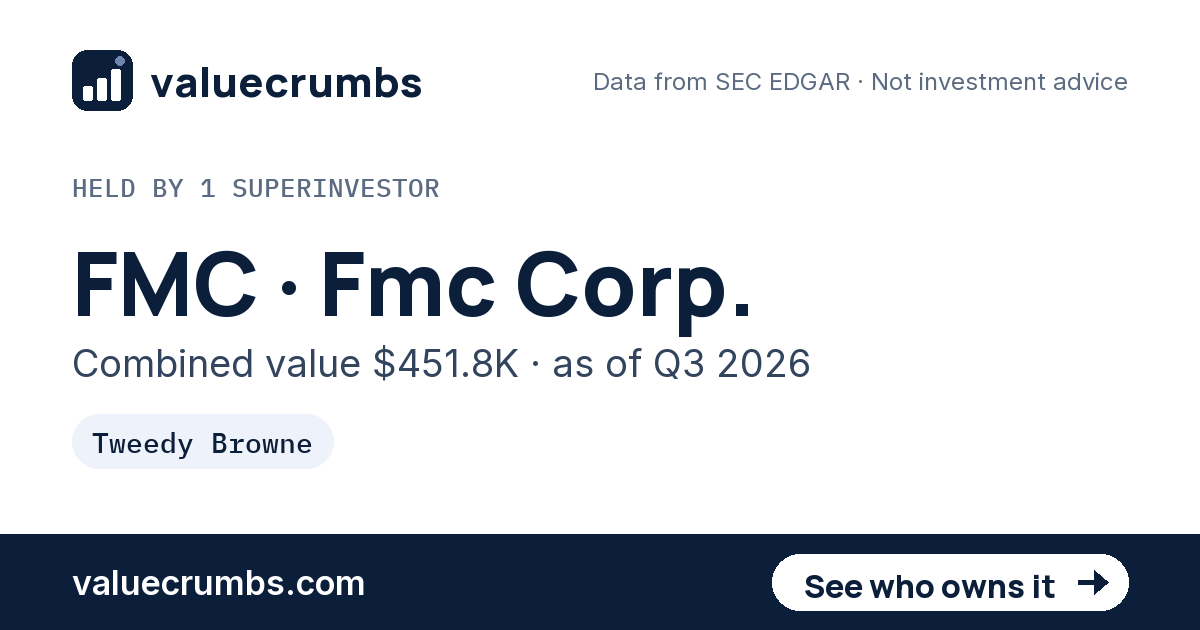 valuecrumbs
Data from SEC EDGAR · Not investment advice
HELD BY 1 SUPERINVESTOR
FMC · Fmc Corp.
Combined value $451.8K · as of Q3 2026
Tweedy Browne
valuecrumbs.com
See who owns it →